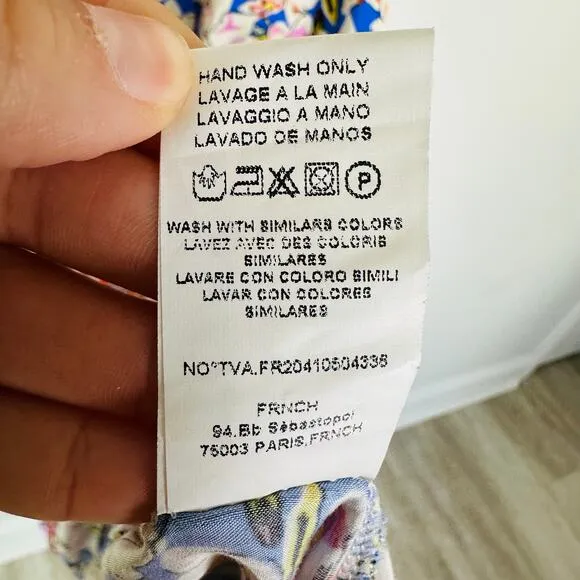 HAND WASH ONLY
LAVAGE A LA MAIN
LAVAGGIO A MANO
LAVADO DE MANOS
P
WASH WITH SIMILARS COLORS
LAVEZ AVEC DES COLORIS
SIMILARES
LAVARE CON COLORO SIMILI
LAVAR CON COLORES
SIMILARES
NO°TVA.FR20410504338
FRNCH
94.Bb Sébastopol
75003 PARIS.FRNCH